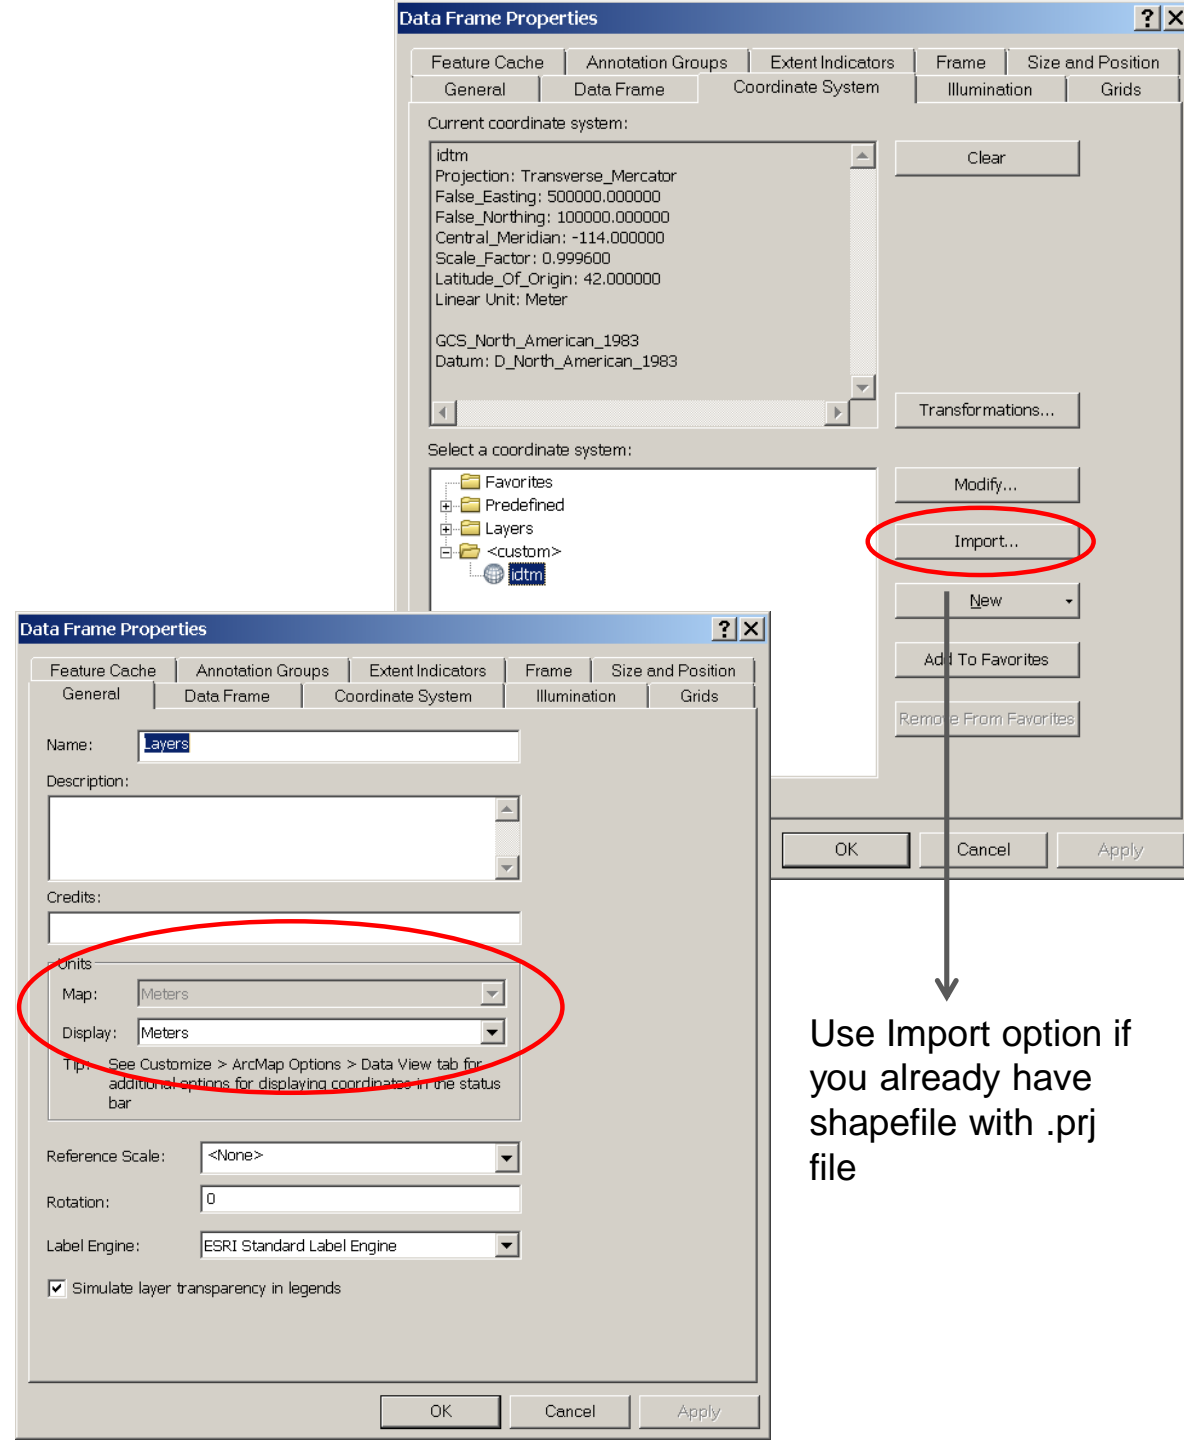 Data Frame Properties
Feature Cache Annotation Groups Extent Indicators Frame Size and Position
General Data Frame Coordinate System Illumination Grids
Current coordinate system:
idtm
Projection: Transverse_Mercator
False_Easting: 500000.000000
False_Northing: 100000.000000
Central_Meridian: -114.000000
Scale_Factor: 0.999600
Latitude_Of_Origin: 42.000000
Linear Unit: Meter
GCS_North_American_1983
Datum: D_North_American_1983
Clear
Transformations...
Select a coordinate system:
Favorites
Predefined
Layers
<custom>
idtm
Modify...
Import...
New
Add To Favorites
Remove From Favorites
OK Cancel Apply
Data Frame Properties
Feature Cache Annotation Groups Extent Indicators Frame Size and Position
General Data Frame Coordinate System Illumination Grids
Name: Layers
Description:
Credits:
Units
Map: Meters
Display: Meters
Tip: See Customize > ArcMap Options > Data View tab for
additional options for displaying coordinates in the status
bar
Reference Scale: <None>
Rotation: 0
Label Engine: ESRI Standard Label Engine
Simulate layer transparency in legends
OK Cancel Apply
Use Import option if
you already have
shapefile with .prj
file